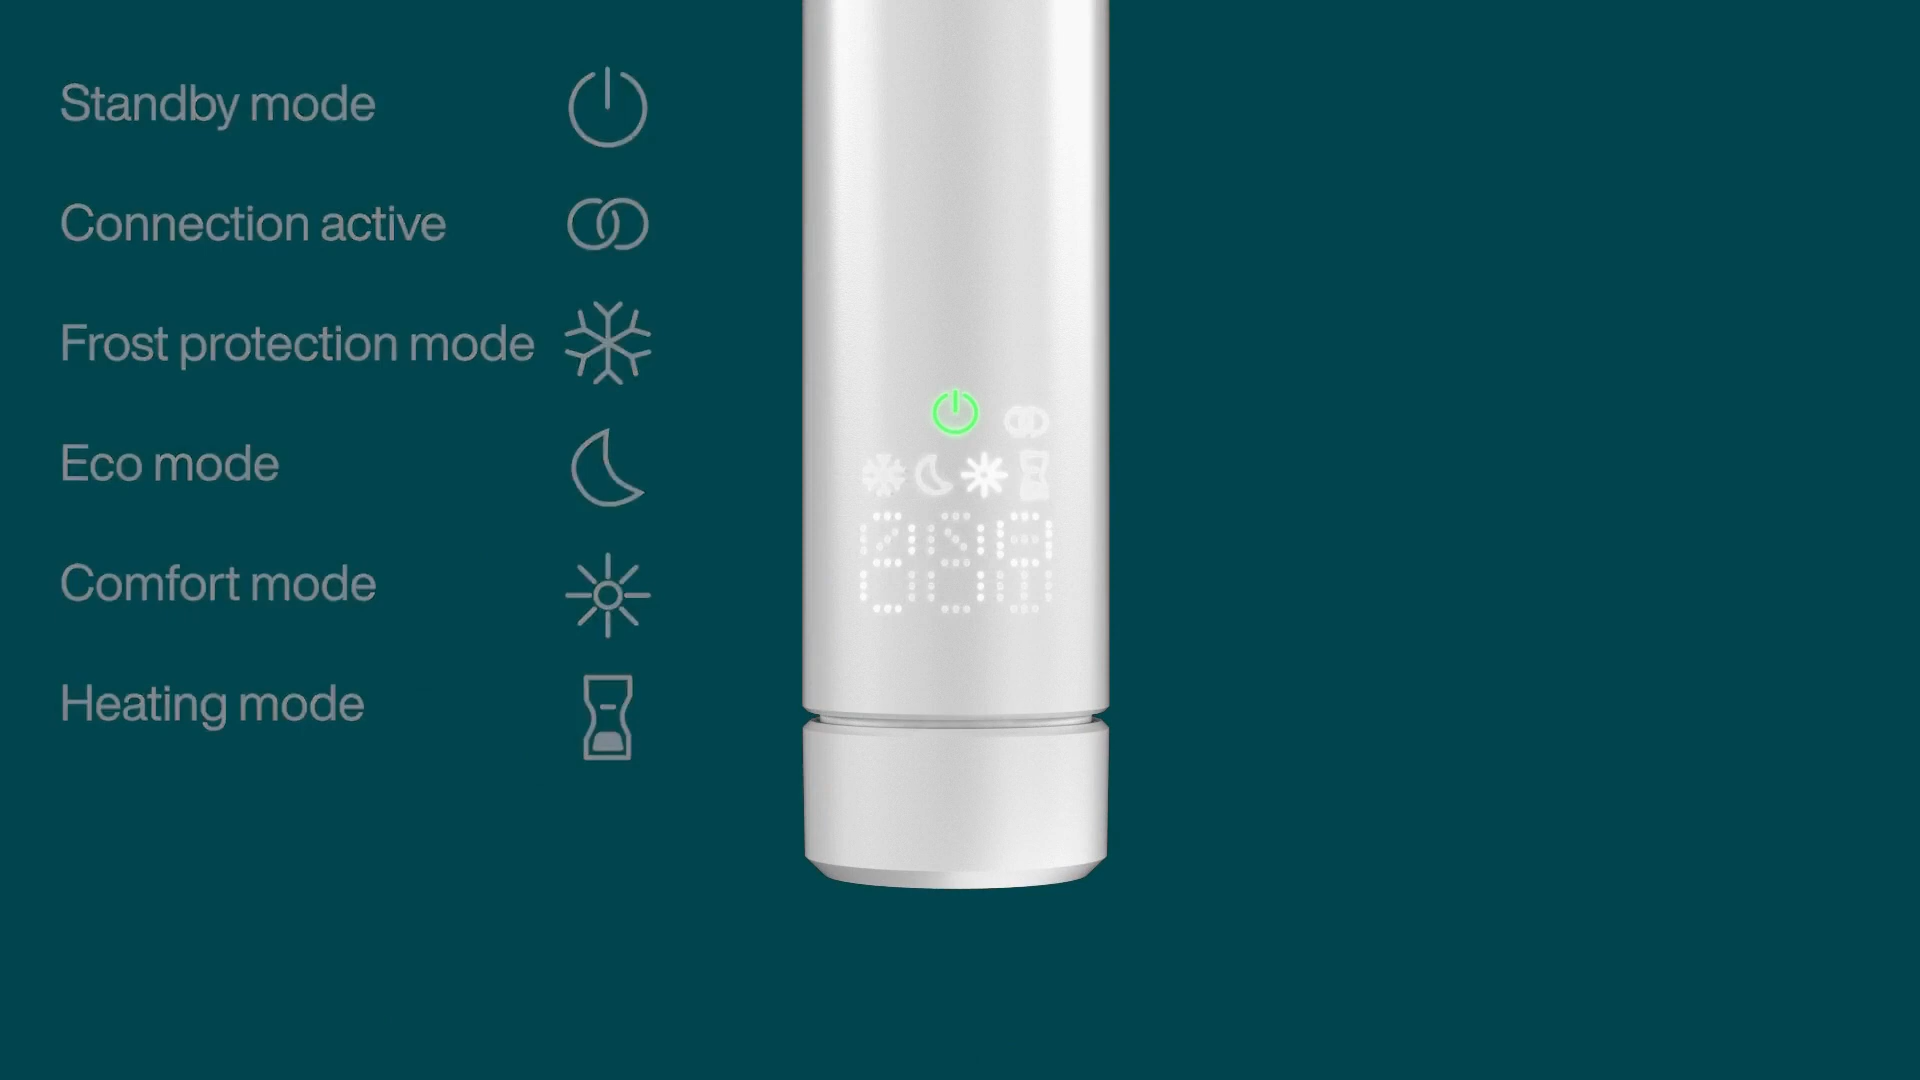 Standby mode
Connection active
Frost protection mode
Eco mode
Comfort mode
Heating mode